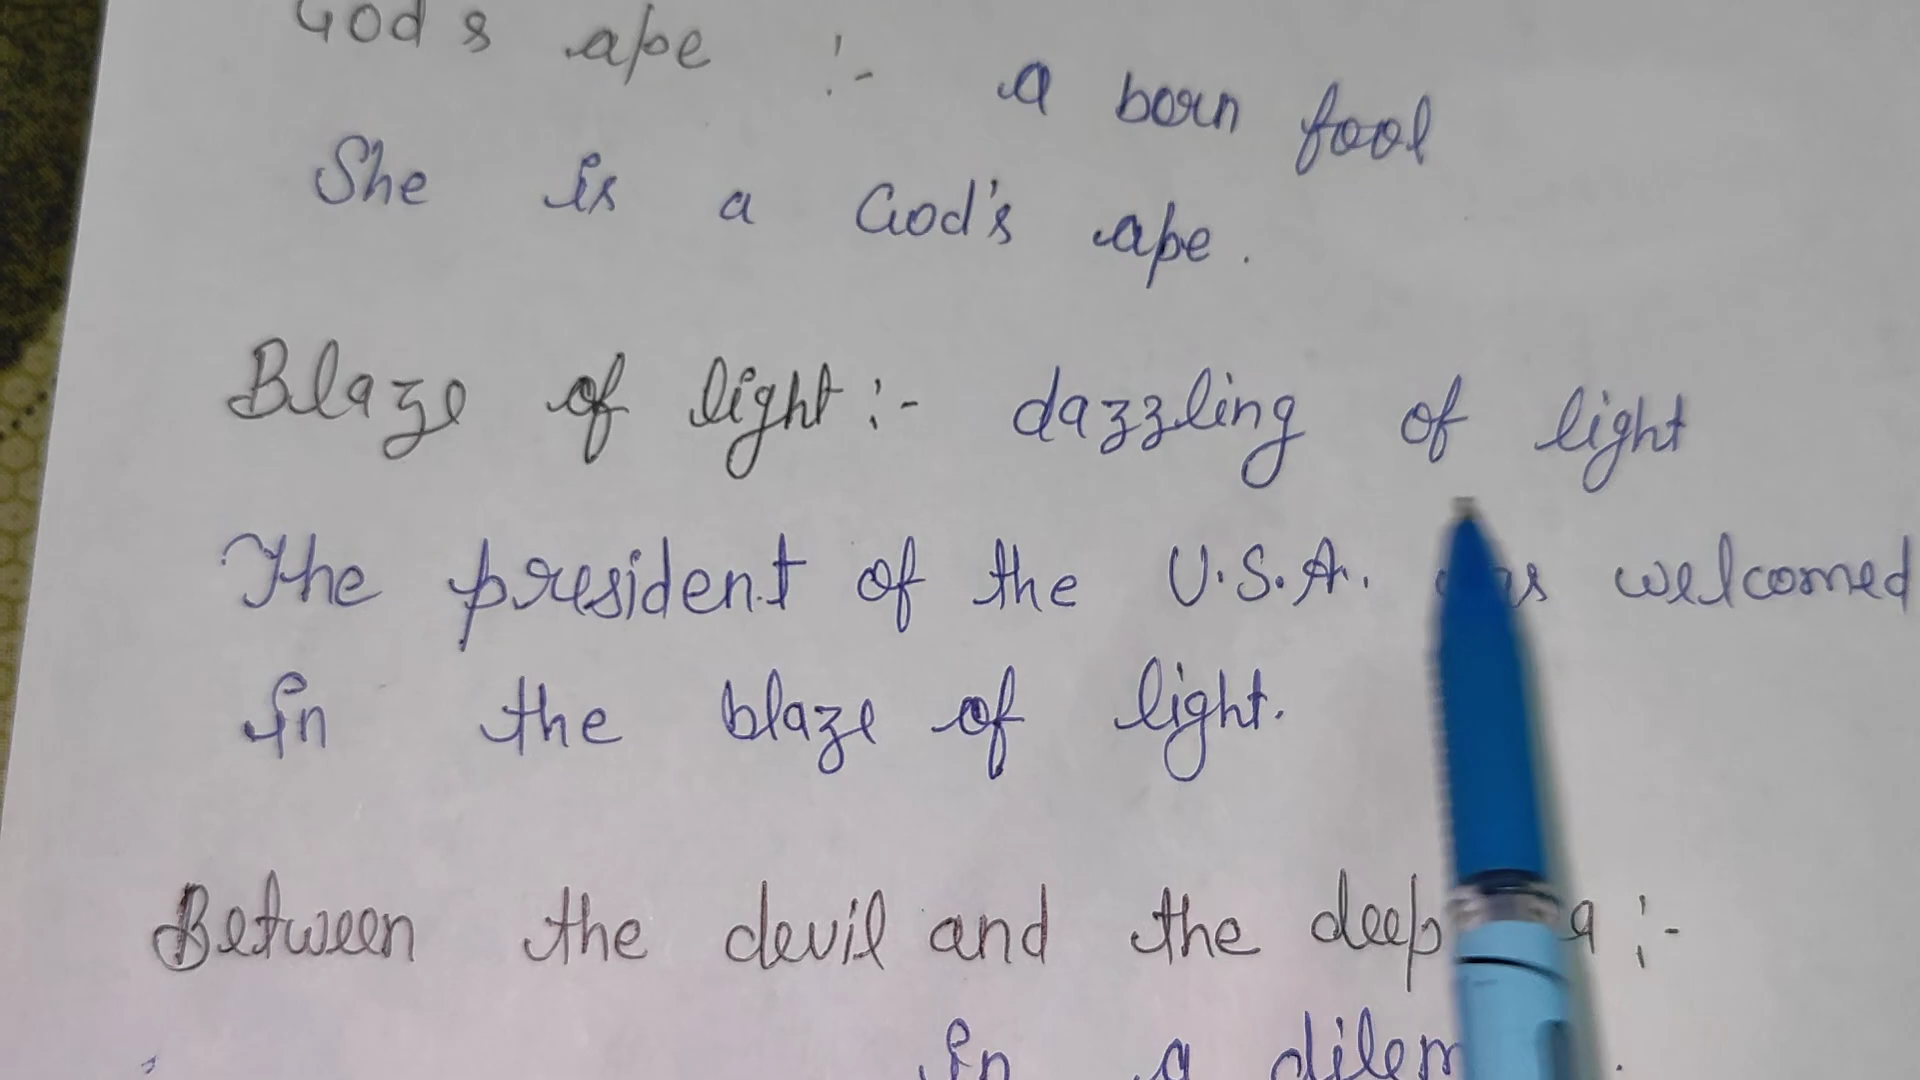 God's ape :- a born fool
She is a God's ape.
Blaze of light :- dazzling of light
The president of the U.S.A. welcomed
in the blaze of light.
Between the devil and the deep :-
in a